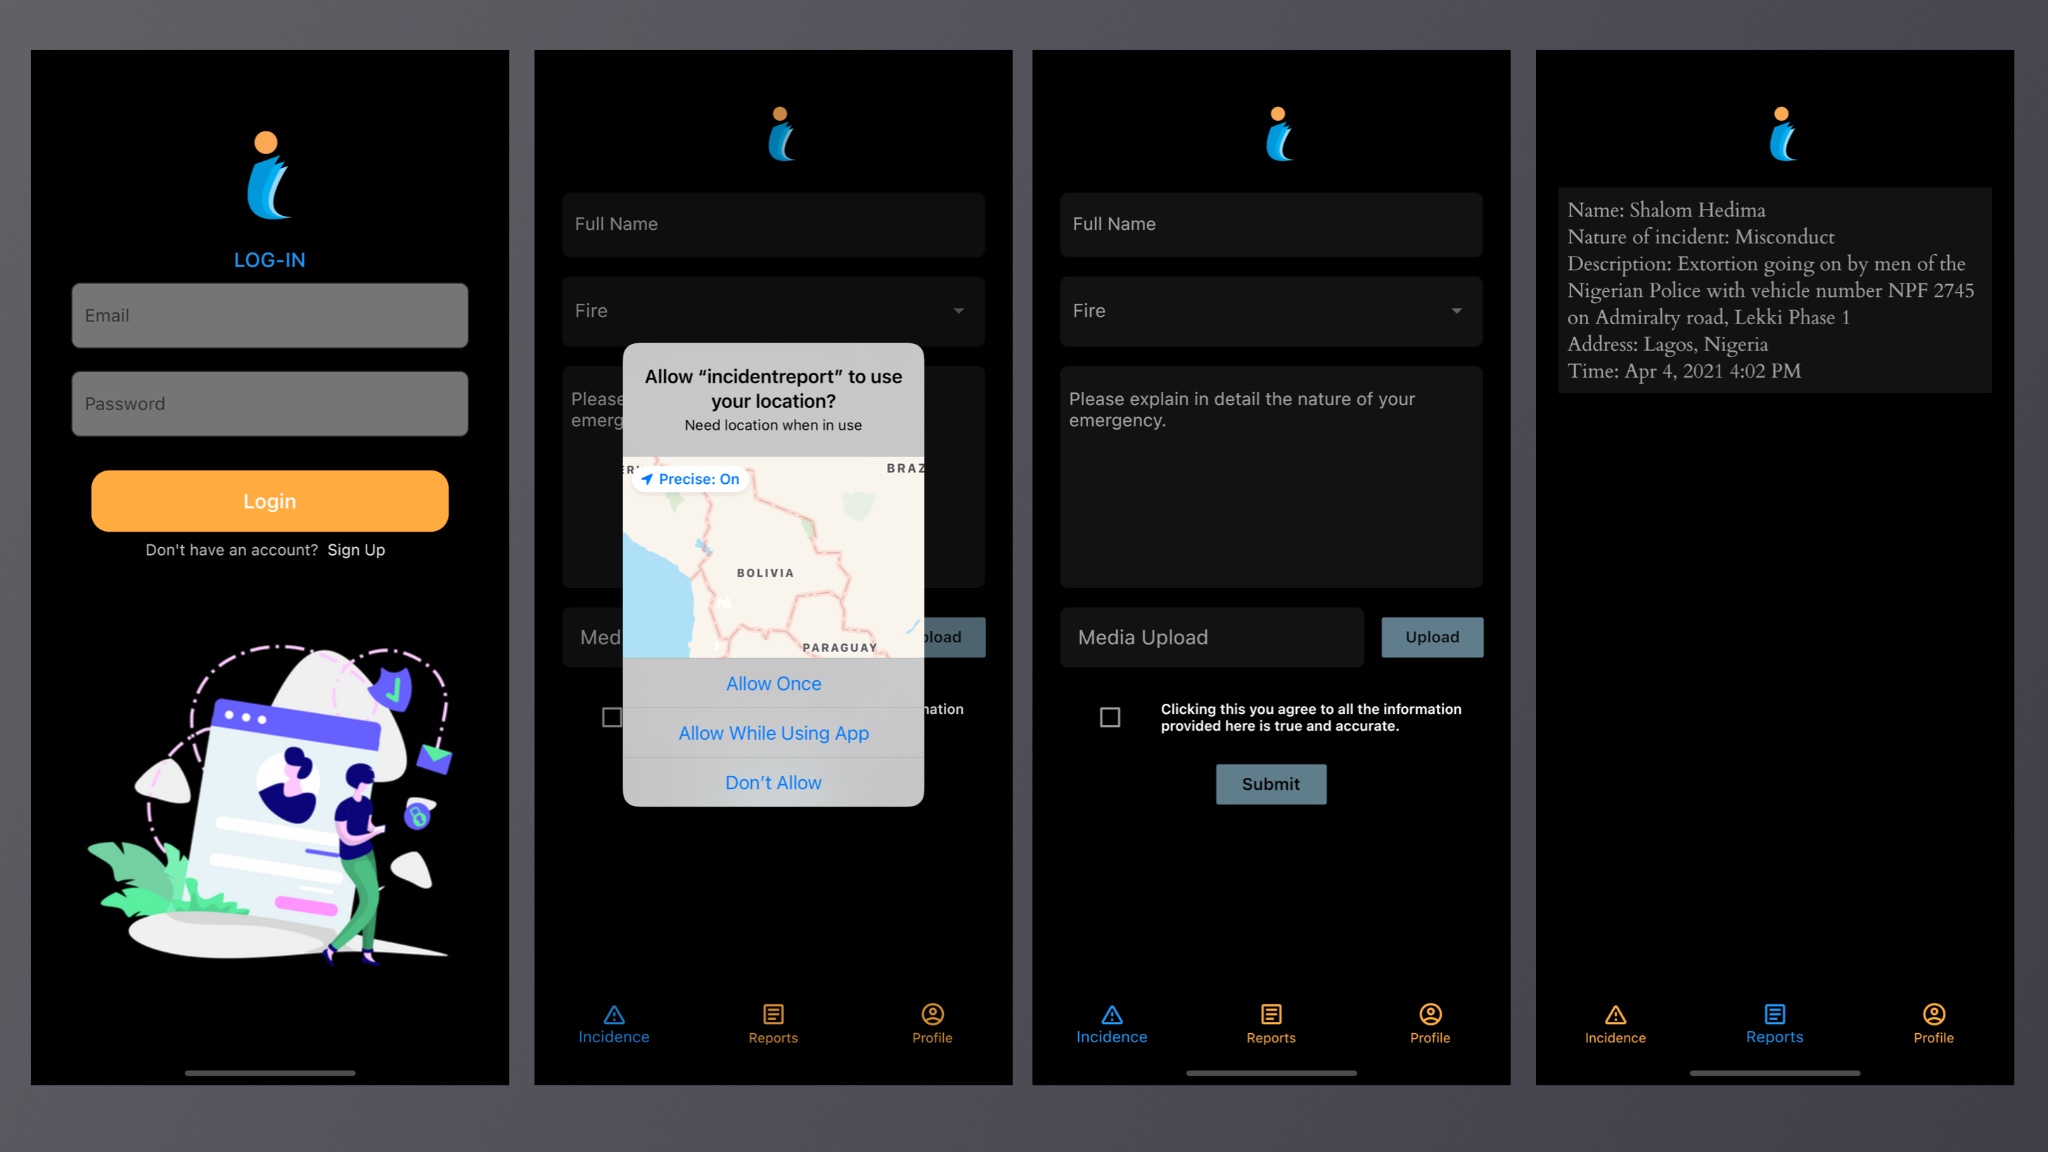 LOG-IN
Email
Password
Login
Don't have an account? Sign Up
Full Name
Fire
Please
emerg
Allow “incidentreport” to use
your location?
Need location when in use
Precise: On
BRAZ
BOLIVIA
PARAGUAY
Med
pload
mation
Allow Once
Allow While Using App
Don’t Allow
Incidence
Reports
Profile
Full Name
Fire
Please explain in detail the nature of your
emergency.
Media Upload
Upload
Clicking this you agree to all the information
provided here is true and accurate.
Submit
Incidence
Reports
Profile
Name: Shalom Hedima
Nature of incident: Misconduct
Description: Extortion going on by men of the
Nigerian Police with vehicle number NPF 2745
on Admiralty road, Lekki Phase 1
Address: Lagos, Nigeria
Time: Apr 4, 2021 4:02 PM
Incidence
Reports
Profile